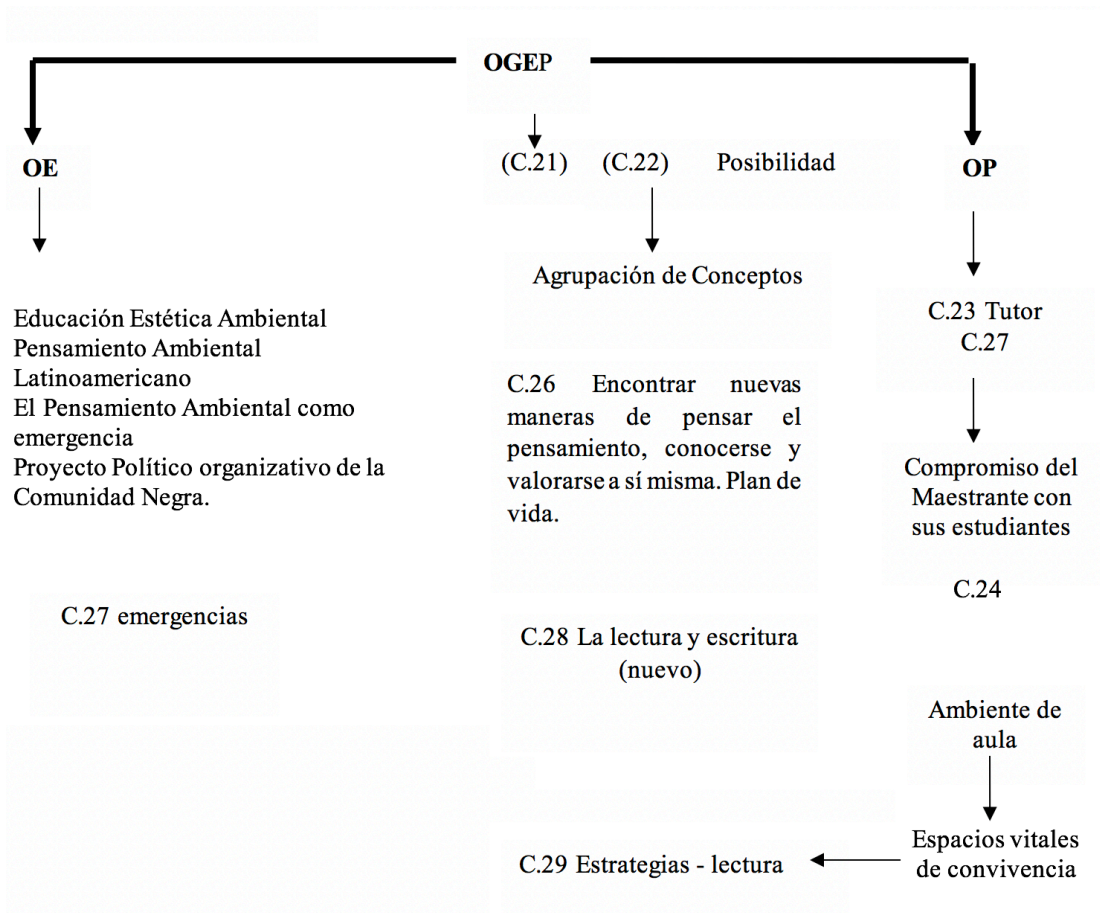 OGEP
OE
(C.21) (C.22) Posibilidad
OP
Agrupación de Conceptos
Educación Estética Ambiental
Pensamiento Ambiental
Latinoamericano
El Pensamiento Ambiental como
emergencia
Proyecto Político organizativo de la
Comunidad Negra.
C.23 Tutor
C.27
C.26 Encontrar nuevas
maneras de pensar el
pensamiento, conocerse y
valorarse a sí misma. Plan de
vida.
Compromiso del
Maestrante con
sus estudiantes
C.24
C.27 emergencias
C.28 La lectura y escritura
(nuevo)
Ambiente de
aula
Espacios vitales
de convivencia
C.29 Estrategias - lectura